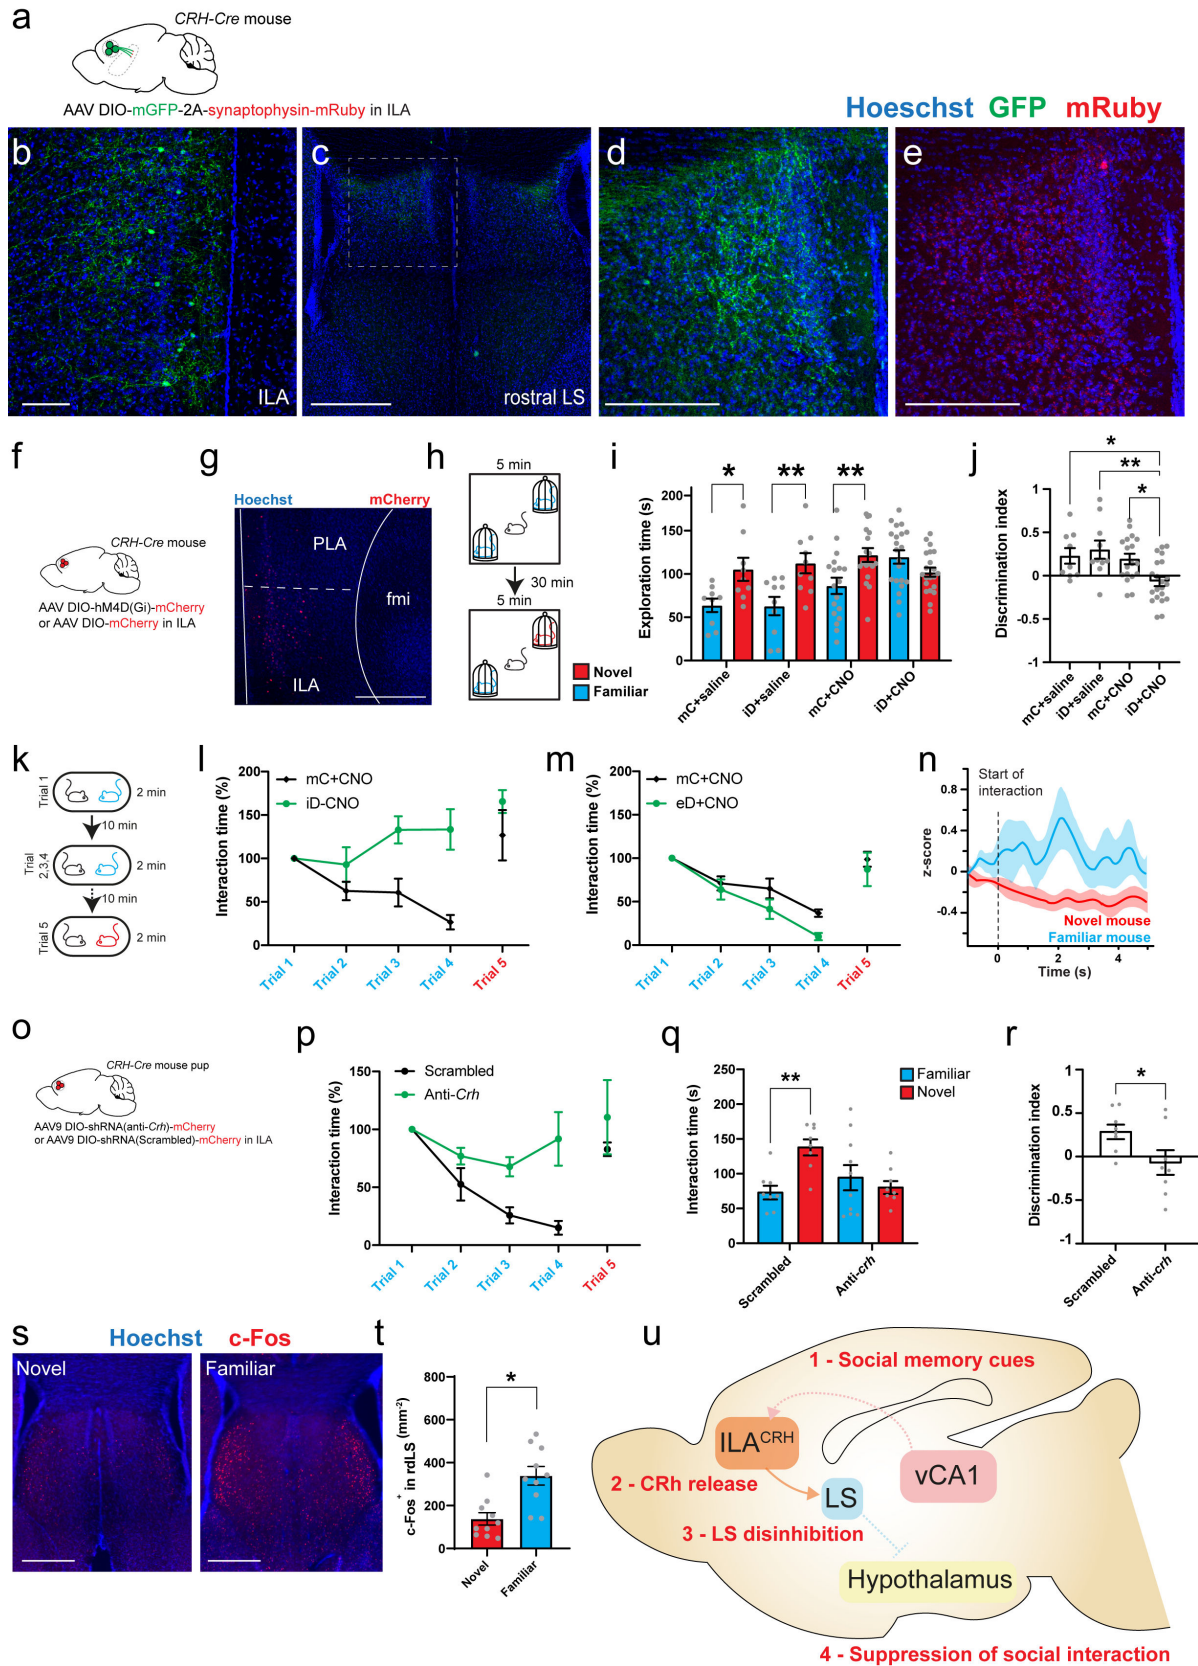 a
CRH-Cre mouse
AAV DIO-mGFP-2A-synaptophysin-mRuby in ILA
Hoeschst GFP mRuby
b
ILA
c
rostral LS
d
e
f
CRH-Cre mouse
AAV DIO-hM4D(Gi)-mCherry
or AAV DIO-mCherry in ILA
g
Hoechst mCherry
PLA
fmi
ILA
h
5 min
30 min
5 min
Novel
Familiar
i
Exploration time (s)
200
150
100
50
0
*
**
**
mC+saline
iD+saline
mC+CNO
iD+CNO
j
Discrimination index
1
0.5
0
-0.5
-1
*
**
*
mC+saline
iD+saline
mC+CNO
iD+CNO
k
Trial 1
2 min
10 min
Trial
2,3,4
2 min
10 min
Trial 5
2 min
l
Interaction time (%)
200
150
100
50
0
mC+CNO
iD-CNO
Trial 1
Trial 2
Trial 3
Trial 4
Trial 5
m
Interaction time (%)
200
150
100
50
0
mC+CNO
eD+CNO
Trial 1
Trial 2
Trial 3
Trial 4
Trial 5
n
Start of
interaction
z-score
0.8
0.4
0
-0.4
Novel mouse
Familiar mouse
0
2
4
Time (s)
o
CRH-Cre mouse pup
AAV9 DIO-shRNA(anti-Crh)-mCherry
or AAV9 DIO-shRNA(Scrambled)-mCherry in ILA
p
Interaction time (%)
150
100
50
0
Scrambled
Anti-Crh
Trial 1
Trial 2
Trial 3
Trial 4
Trial 5
q
Interaction time (s)
250
200
150
100
50
0
**
Familiar
Novel
Scrambled
Anti-crh
r
Discrimination index
1
0.5
0
-0.5
-1
*
Scrambled
Anti-crh
s
Hoechst c-Fos
Novel
Familiar
t
c-Fos+ in rdLS (mm-2)
800
600
400
200
0
*
Novel
Familiar
u
1 - Social memory cues
ILACRH
vCA1
2 - CRh release
LS
3 - LS disinhibition
Hypothalamus
4 - Suppression of social interaction